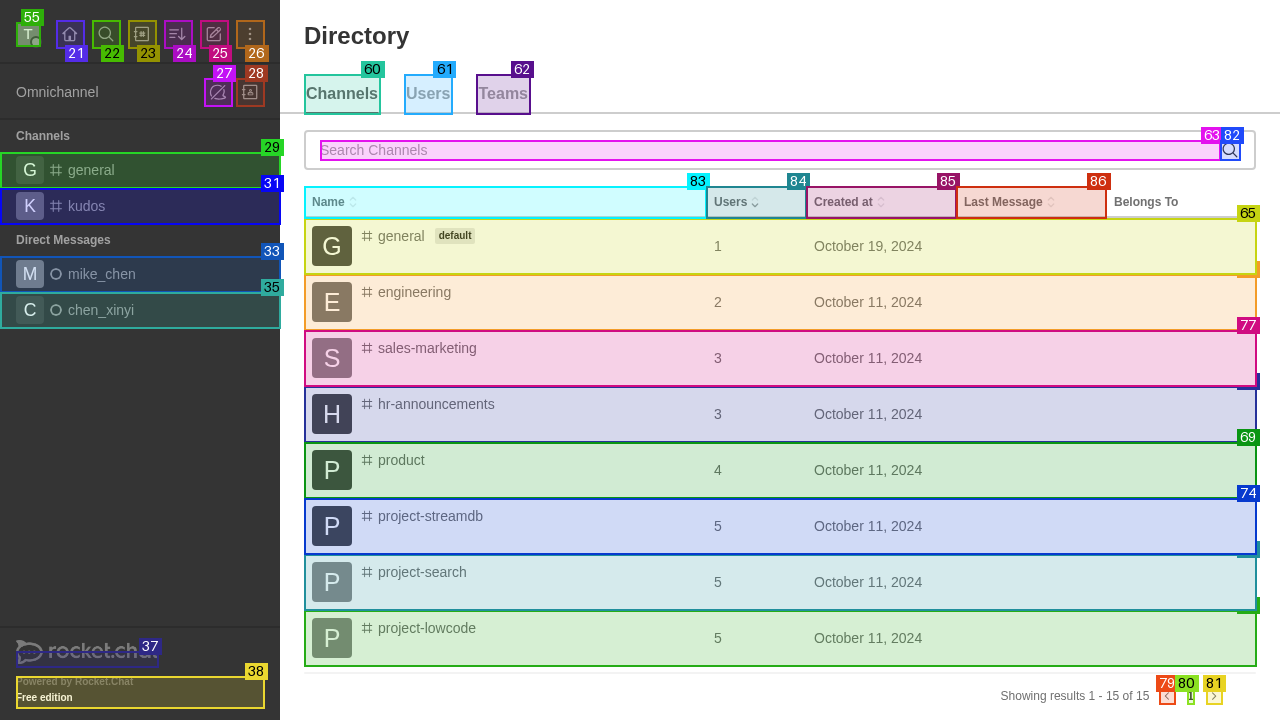 Directory
Omnichannel
Channels
general
kudos
Direct Messages
mike_chen
chen_xinyi
rocket.chat
Powered by Rocket.Chat
Free edition
Channels Users Teams
Search Channels
Name Users Created at Last Message Belongs To
G general default 1 October 19, 2024
E engineering 2 October 11, 2024
S sales-marketing 3 October 11, 2024
H hr-announcements 3 October 11, 2024
P product 4 October 11, 2024
P project-streamdb 5 October 11, 2024
P project-search 5 October 11, 2024
P project-lowcode 5 October 11, 2024
Showing results 1 - 15 of 15 1
55
21 22 23 24 25 26
27 28
29
31
33
35
37
38
60 61 62
63 82
83 84 85 86
65
77
69
74
79 80 81
T
G
K
M
C